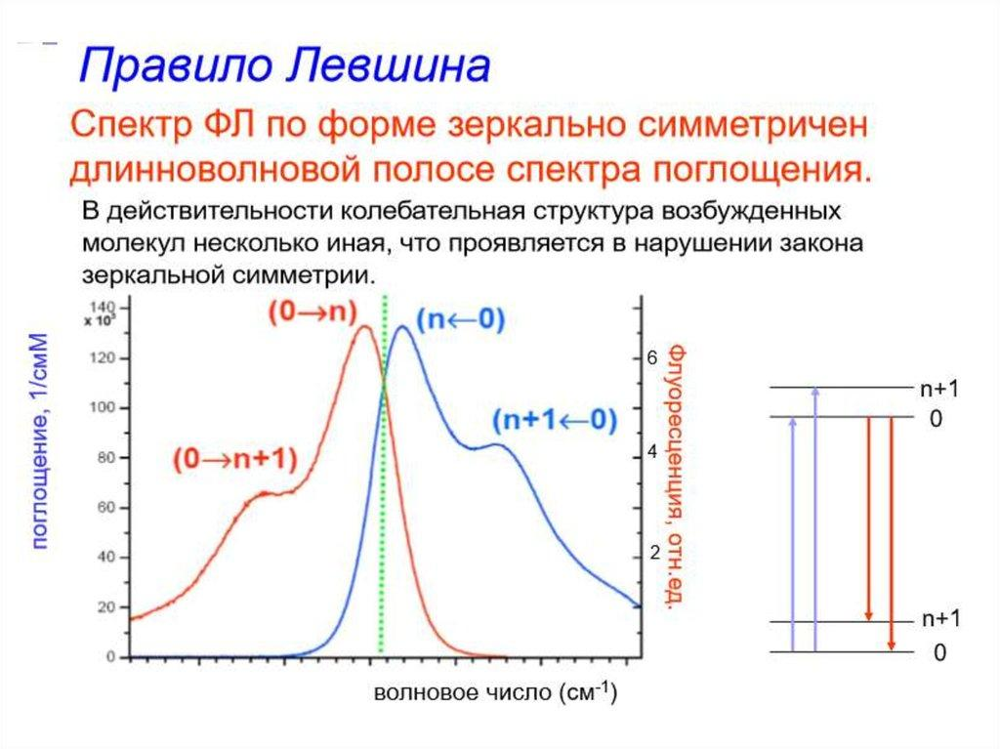 Правило Левшина
Спектр ФЛ по форме зеркально симметричен
длинноволновой полосе спектра поглощения.
В действительности колебательная структура возбужденных
молекул несколько иная, что проявляется в нарушении закона
зеркальной симметрии.
140
x 10³
120
100
80
60
40
20
0
поглощение, 1/смМ
(0→n)
(n←0)
(0→n+1)
(n+1←0)
6
4
2
Флуоресценция, отн.ед.
волновое число (см⁻¹)
n+1
0
n+1
0